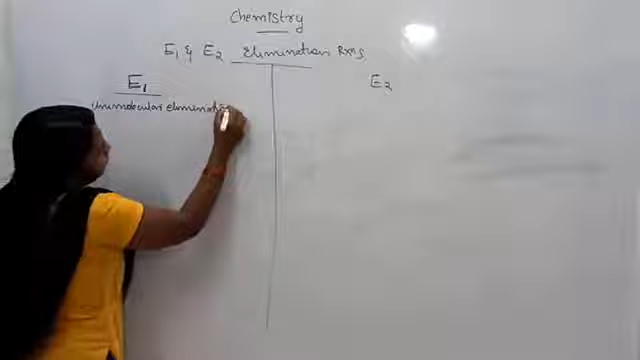 Chemistry
E₁ & E₂ Elimination Rxns
E₁
E₂
Unimolecular elimination